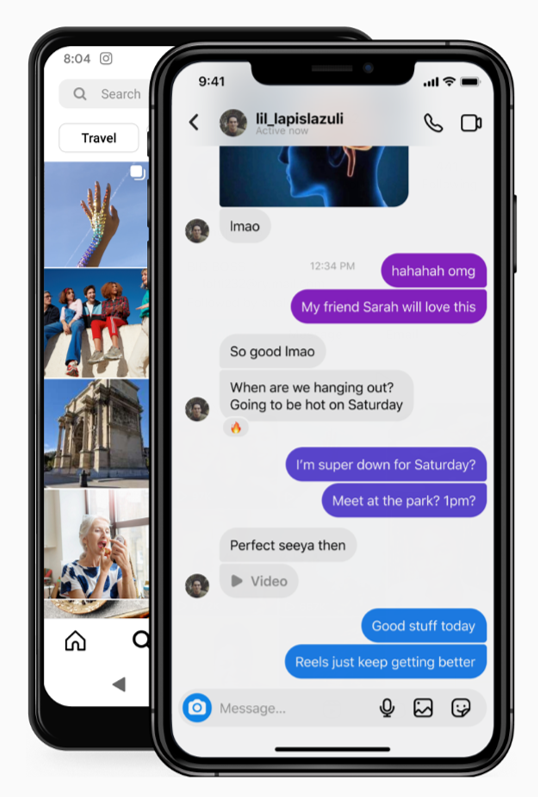 8:04
Search
Travel
9:41
lil_lapislazuli
Active now
lmao
12:34 PM
hahahah omg
My friend Sarah will love this
So good lmao
When are we hanging out?
Going to be hot on Saturday
I'm super down for Saturday?
Meet at the park? 1pm?
Perfect seeya then
Video
Good stuff today
Reels just keep getting better
Message...